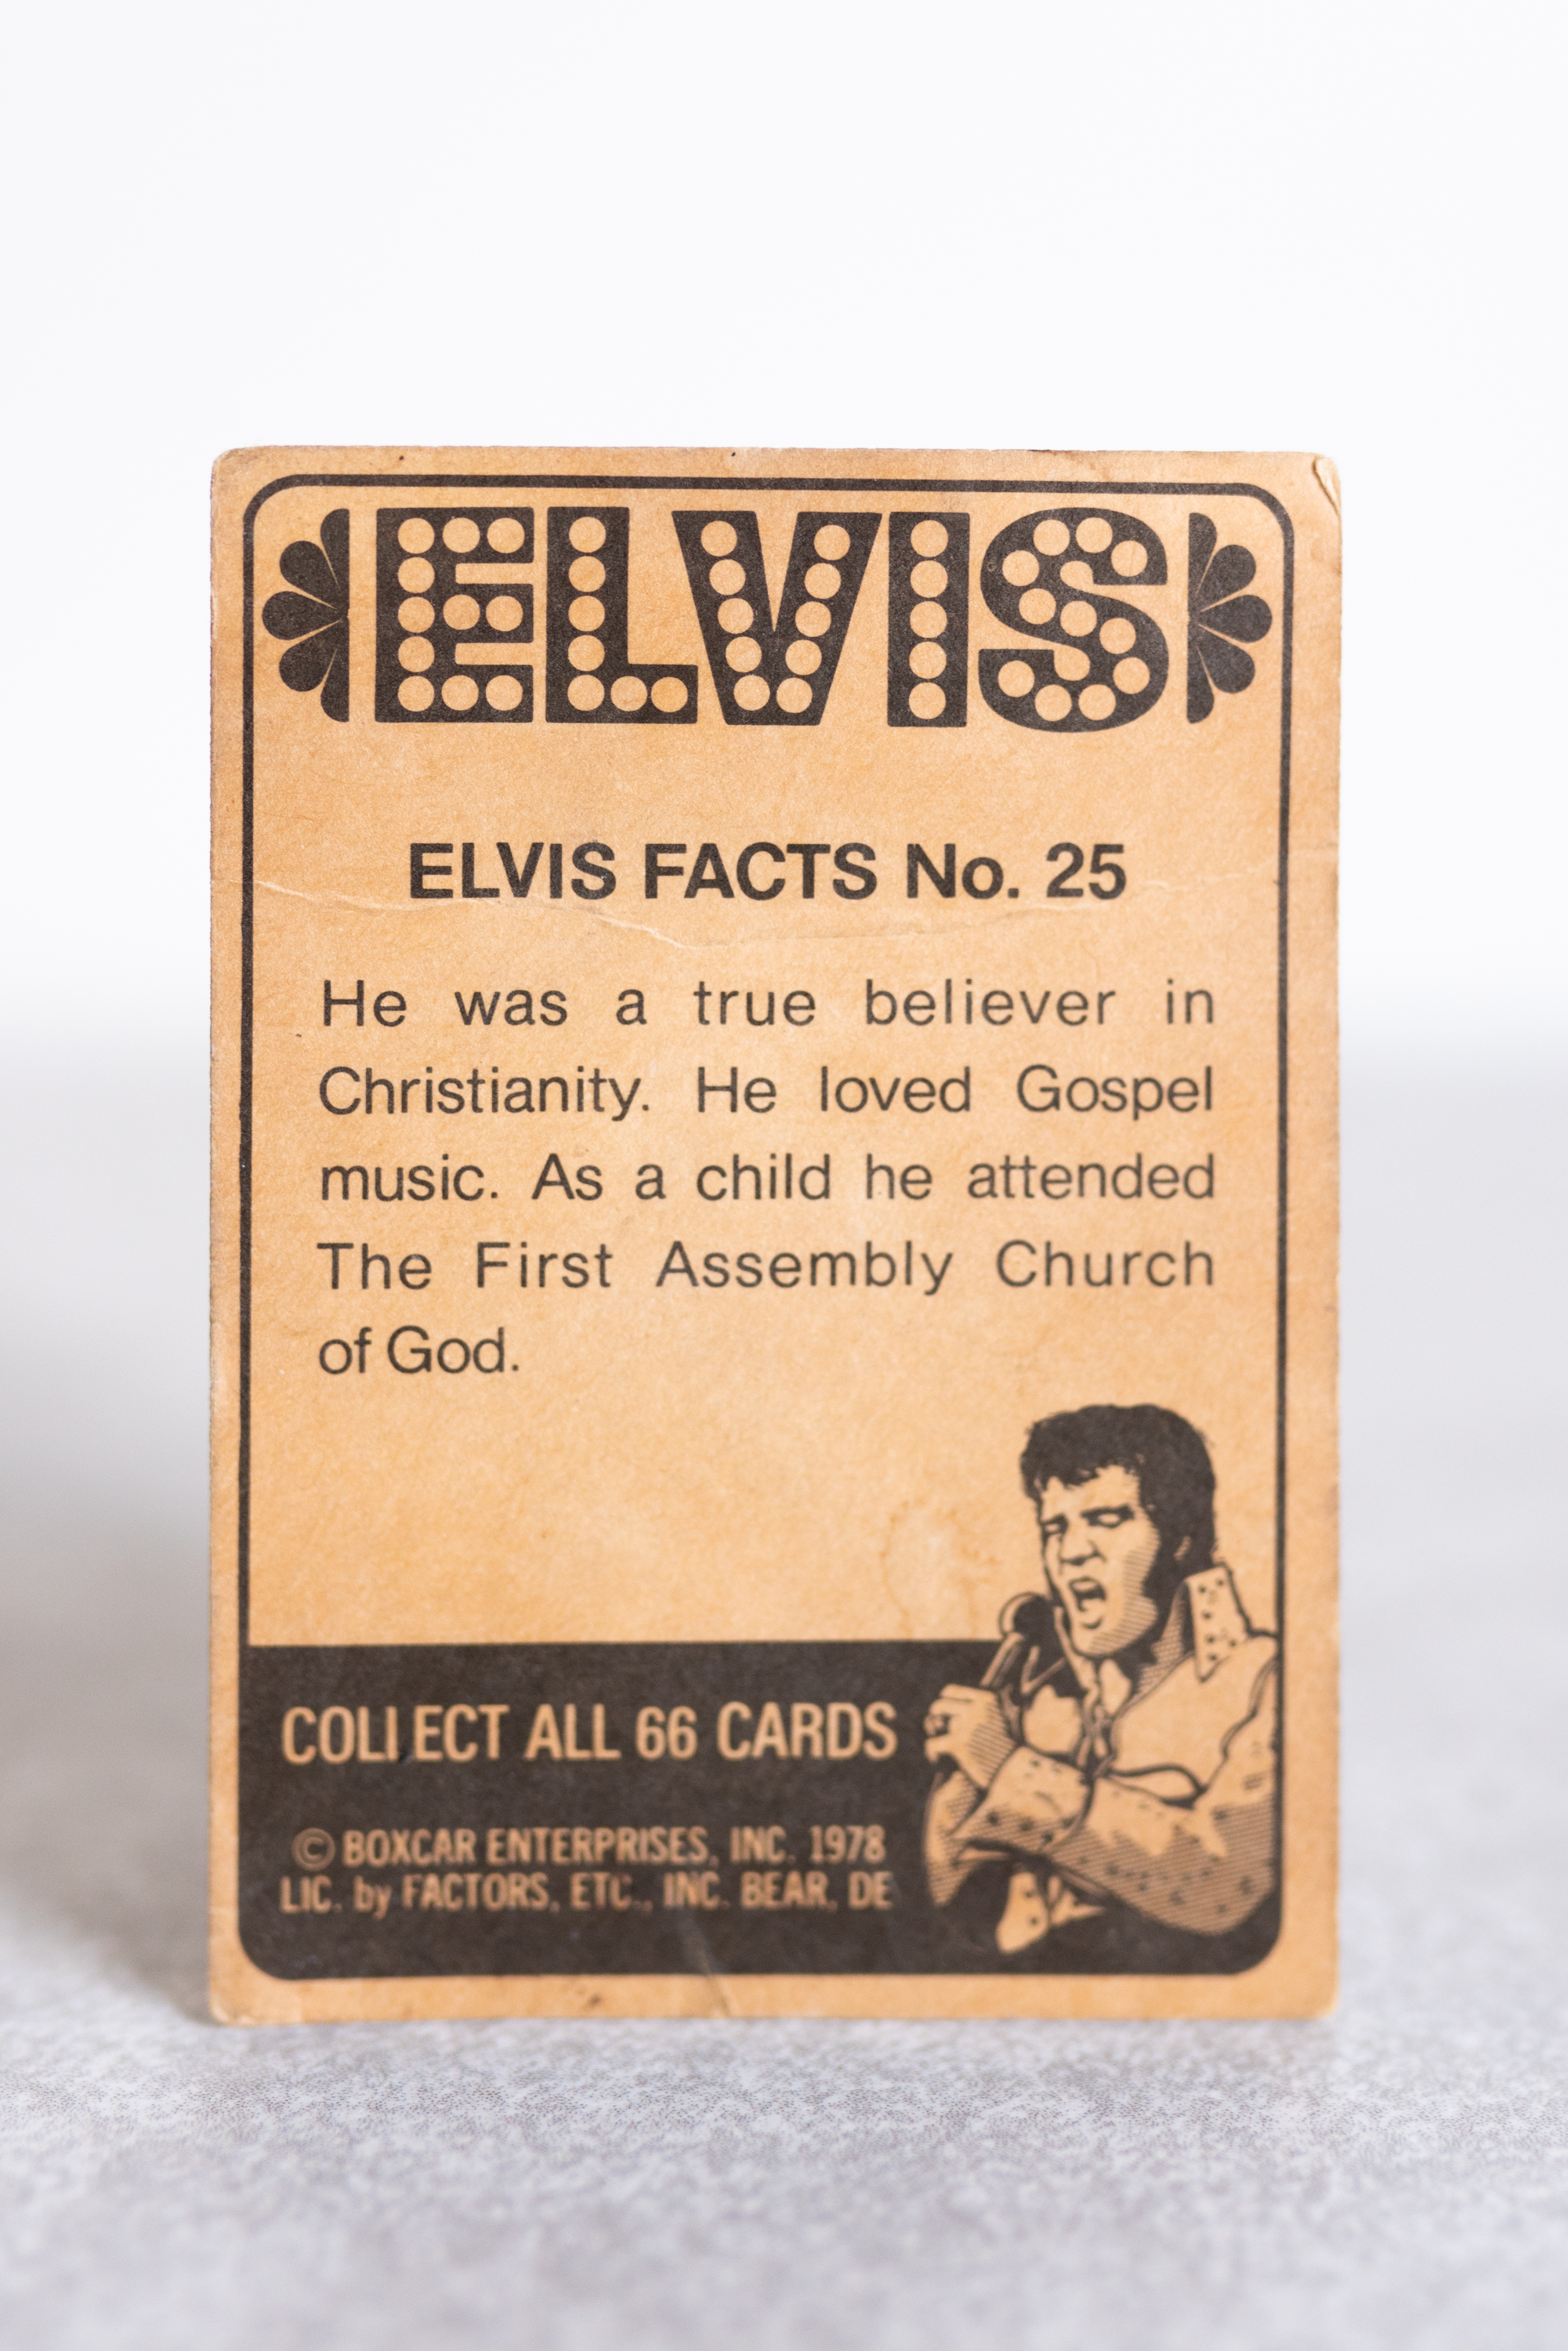 ELVIS
ELVIS FACTS No. 25
He was a true believer in
Christianity. He loved Gospel
music. As a child he attended
The First Assembly Church
of God.
COLLECT ALL 66 CARDS
© BOXCAR ENTERPRISES, INC. 1978
LIC. by FACTORS, ETC., INC. BEAR, DE